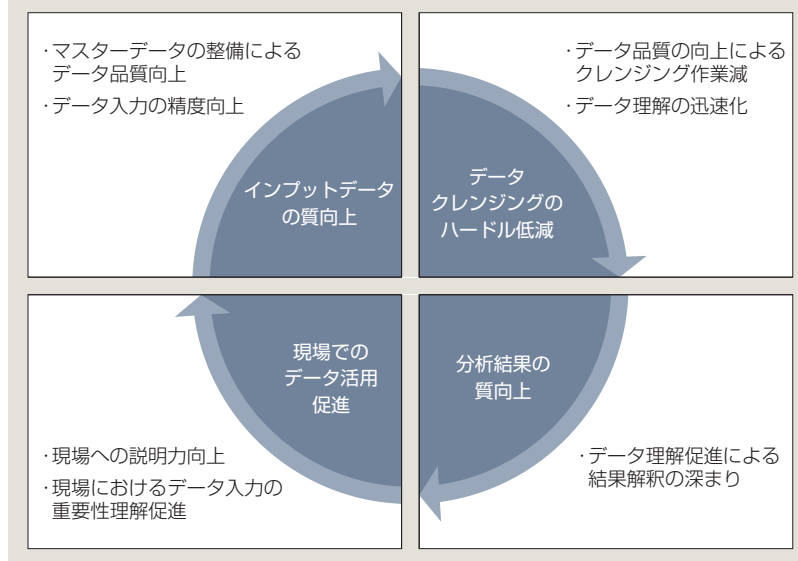 ・マスターデータの整備による
データ品質向上
・データ入力の精度向上
インプットデータ
の質向上
・データ品質の向上による
クレンジング作業減
・データ理解の迅速化
データ
クレンジングの
ハードル低減
現場での
データ活用
促進
・現場への説明力向上
・現場におけるデータ入力の
重要性理解促進
分析結果の
質向上
・データ理解促進による
結果解釈の深まり